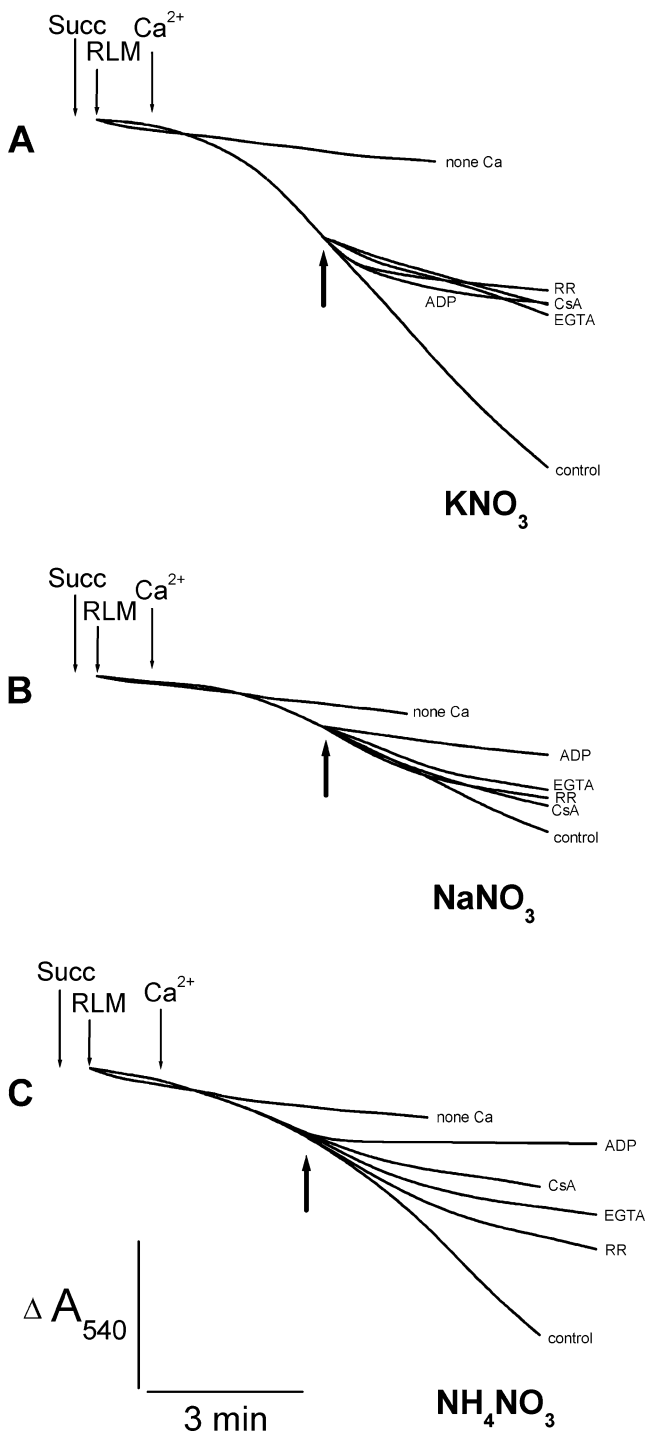 Succ
RLM
Ca2+
A
none Ca
RR
CsA
ADP
EGTA
control
KNO3
Succ
RLM
Ca2+
B
none Ca
ADP
EGTA
RR
CsA
control
NaNO3
Succ
RLM
Ca2+
C
none Ca
ADP
CsA
EGTA
RR
Δ A540
control
3 min
NH4NO3